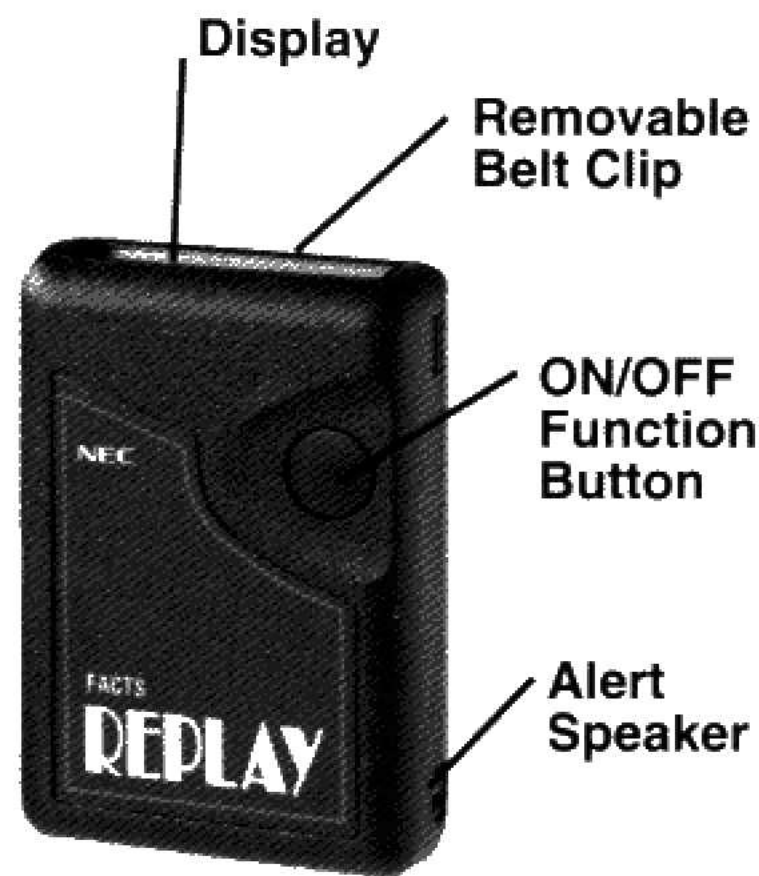 Display
Removable
Belt Clip
ON/OFF
Function
Button
NEC
FACTS
REPLAY
Alert
Speaker